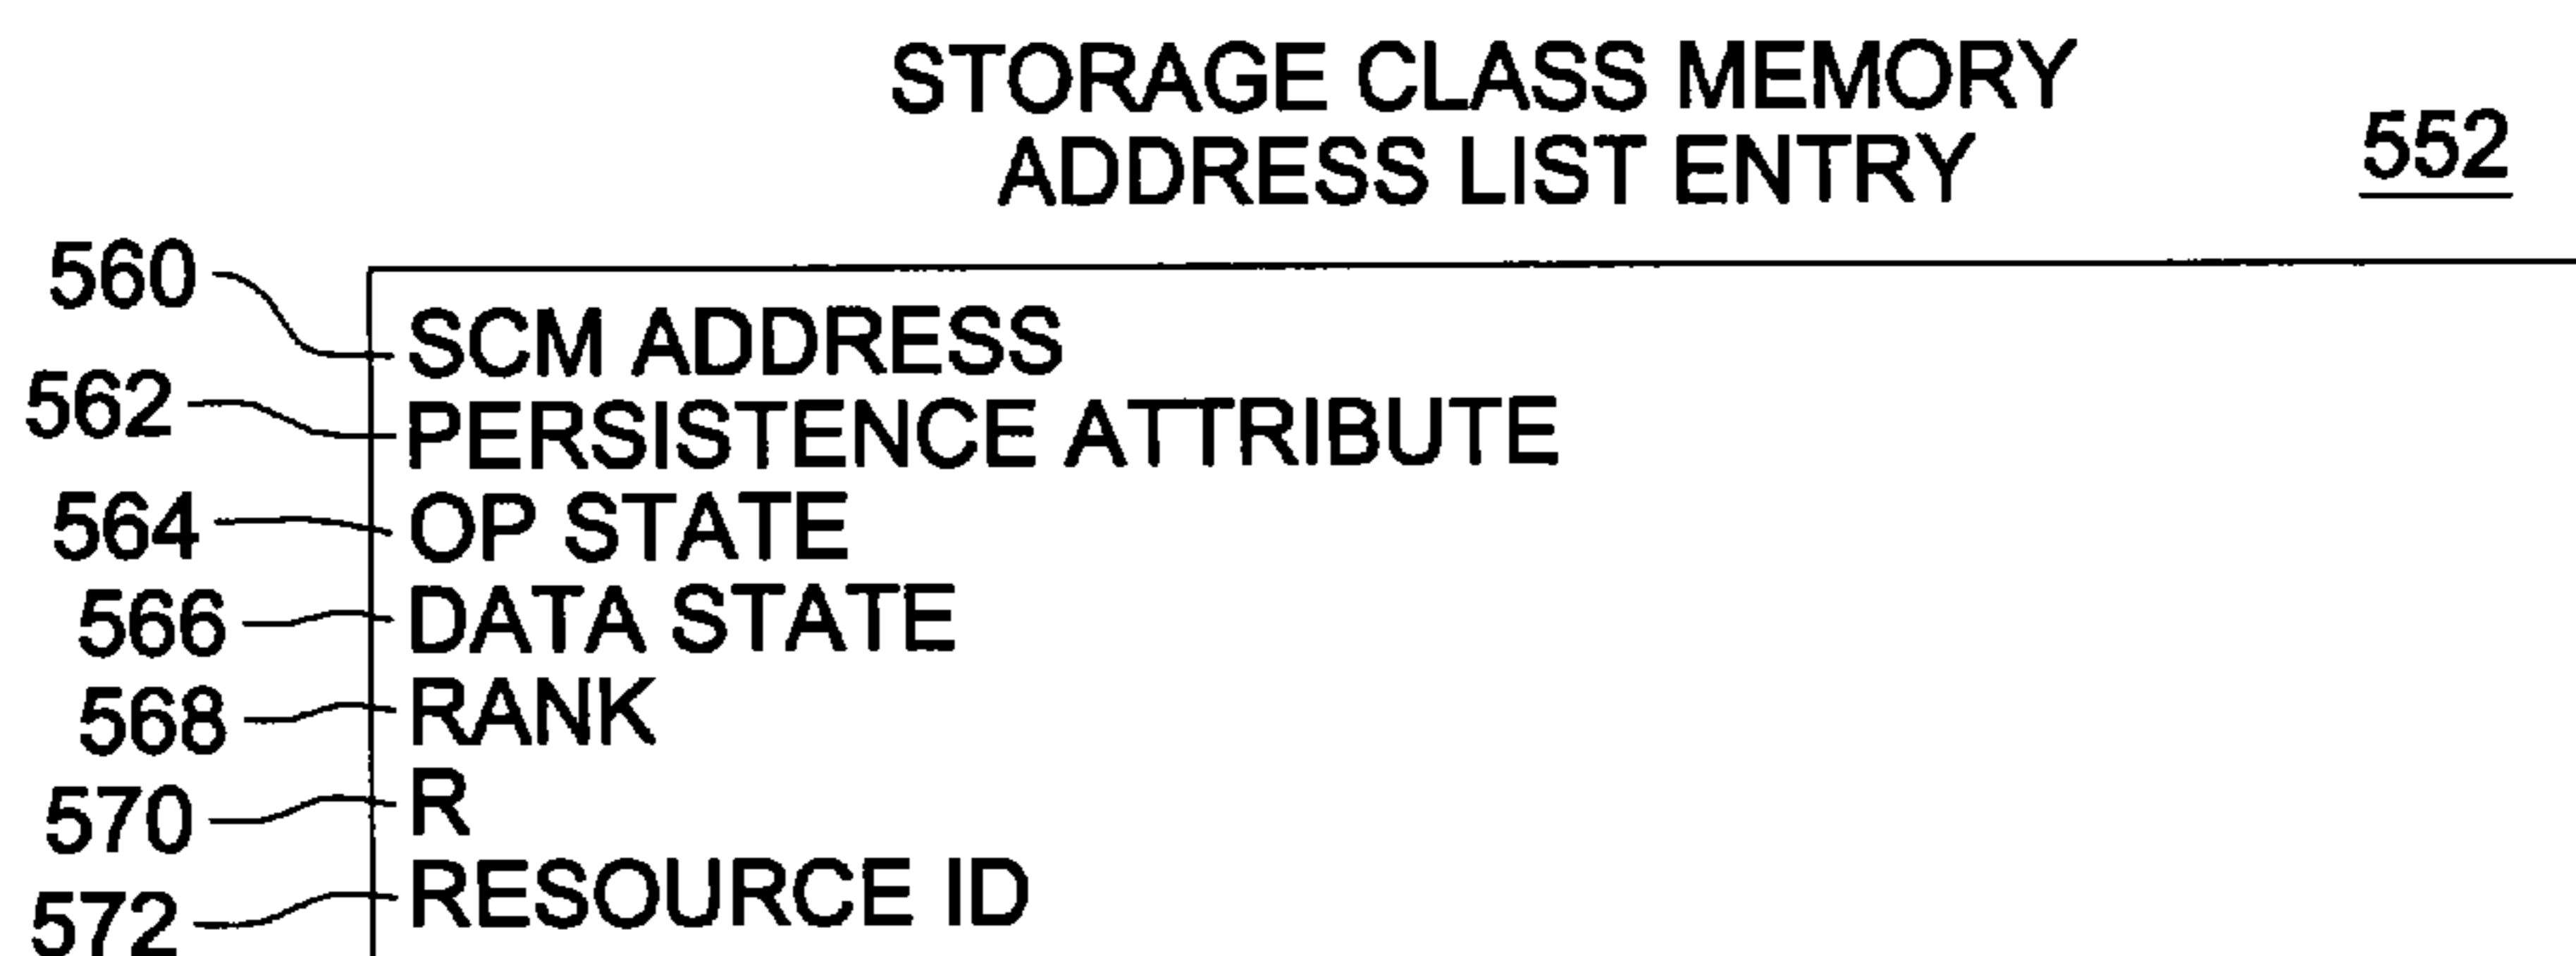 STORAGE CLASS MEMORY
ADDRESS LIST ENTRY
552
560 SCM ADDRESS
562 PERSISTENCE ATTRIBUTE
564 OP STATE
566 DATA STATE
568 RANK
570 R
572 RESOURCE ID